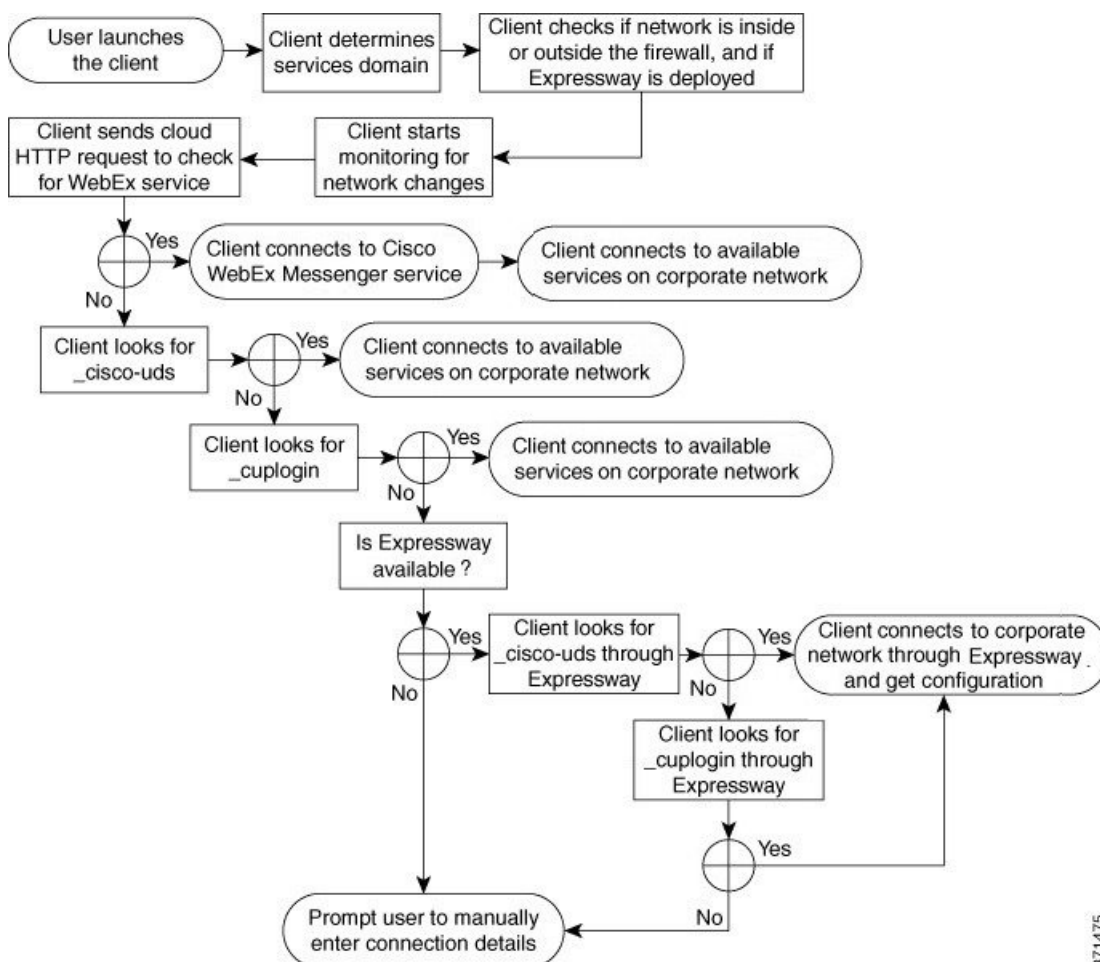 User launches
the client
Client determines
services domain
Client checks if network is inside
or outside the firewall, and if
Expressway is deployed
Client sends cloud
HTTP request to check
for WebEx service
Client starts
monitoring for
network changes
Yes
Client connects to Cisco
WebEx Messenger service
Client connects to available
services on corporate network
No
Client looks for
_cisco-uds
Yes
Client connects to available
services on corporate network
No
Client looks for
_cuplogin
Yes
Client connects to available
services on corporate network
No
Is Expressway
available ?
Yes
Client looks for
_cisco-uds through
Expressway
Yes
Client connects to corporate
network through Expressway .
and get configuration
No
No
Client looks for
_cuplogin through
Expressway
Yes
No
Prompt user to manually
enter connection details